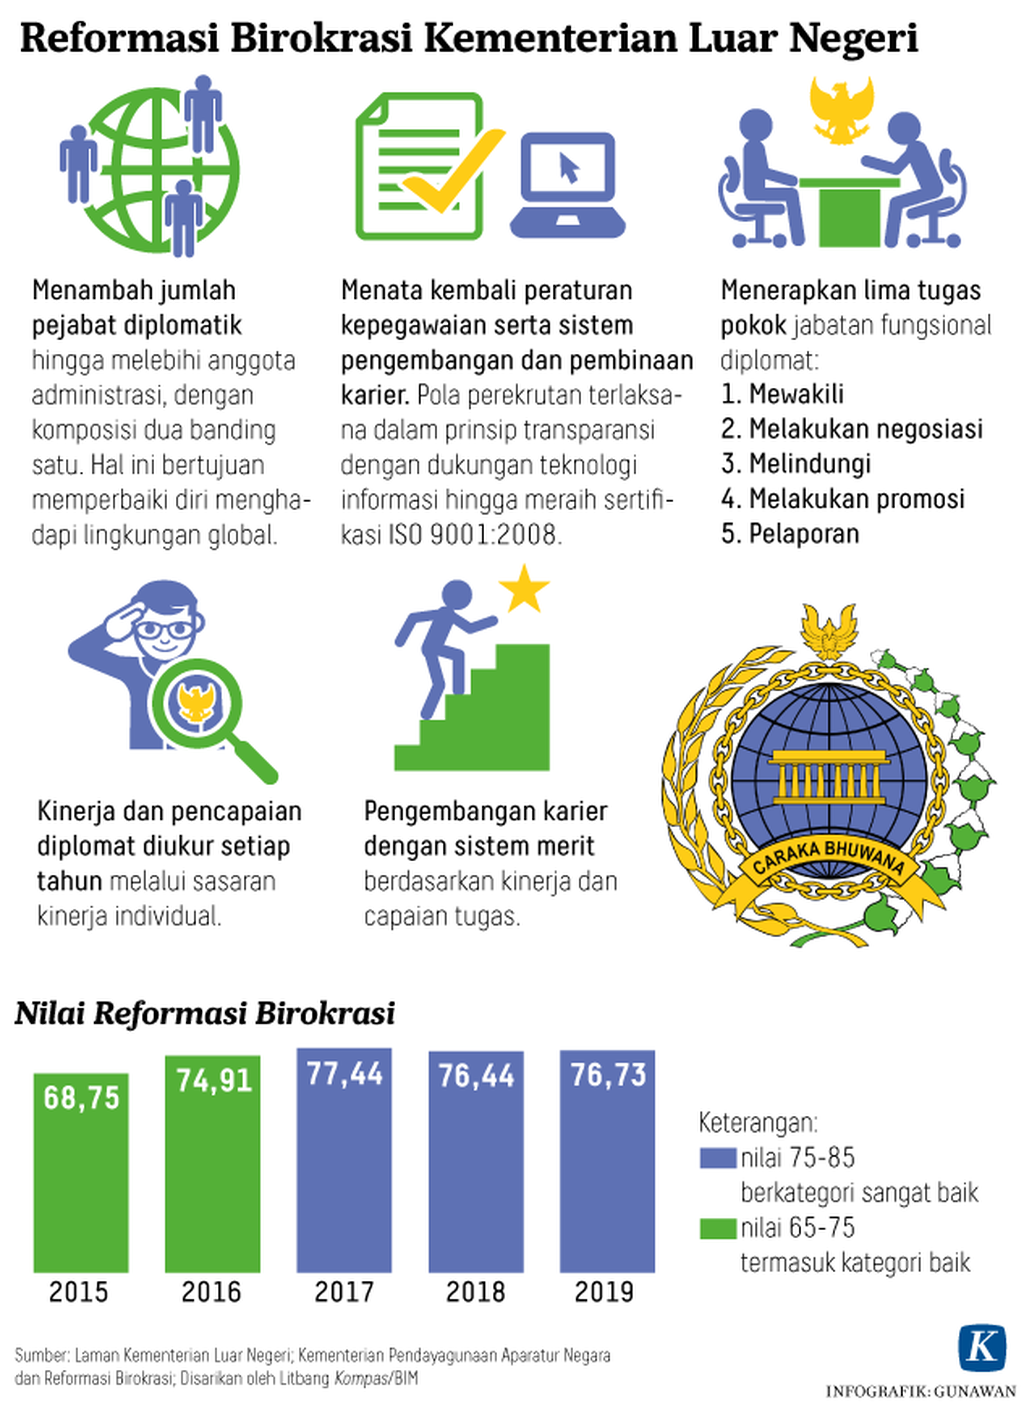 Reformasi Birokrasi Kementerian Luar Negeri
Menambah jumlah
pejabat diplomatik
hingga melebihi anggota
administrasi, dengan
komposisi dua banding
satu. Hal ini bertujuan
memperbaiki diri mengha-
dapi lingkungan global.
Menata kembali peraturan
kepegawaian serta sistem
pengembangan dan pembinaan
karier. Pola perekrutan terlaksa-
na dalam prinsip transparansi
dengan dukungan teknologi
informasi hingga meraih sertifi-
kasi ISO 9001:2008.
Menerapkan lima tugas
pokok jabatan fungsional
diplomat:
1. Mewakili
2. Melakukan negosiasi
3. Melindungi
4. Melakukan promosi
5. Pelaporan
Kinerja dan pencapaian
diplomat diukur setiap
tahun melalui sasaran
kinerja individual.
Pengembangan karier
dengan sistem merit
berdasarkan kinerja dan
capaian tugas.
CARAKA BHUWANA
Nilai Reformasi Birokrasi
68,75
74,91
77,44
76,44
76,73
2015
2016
2017
2018
2019
Keterangan:
nilai 75-85
berkategori sangat baik
nilai 65-75
termasuk kategori baik
Sumber: Laman Kementerian Luar Negeri; Kementerian Pendayagunaan Aparatur Negara
dan Reformasi Birokrasi; Disarikan oleh Litbang Kompas/BIM
K
INFOGRAFIK: GUNAWAN